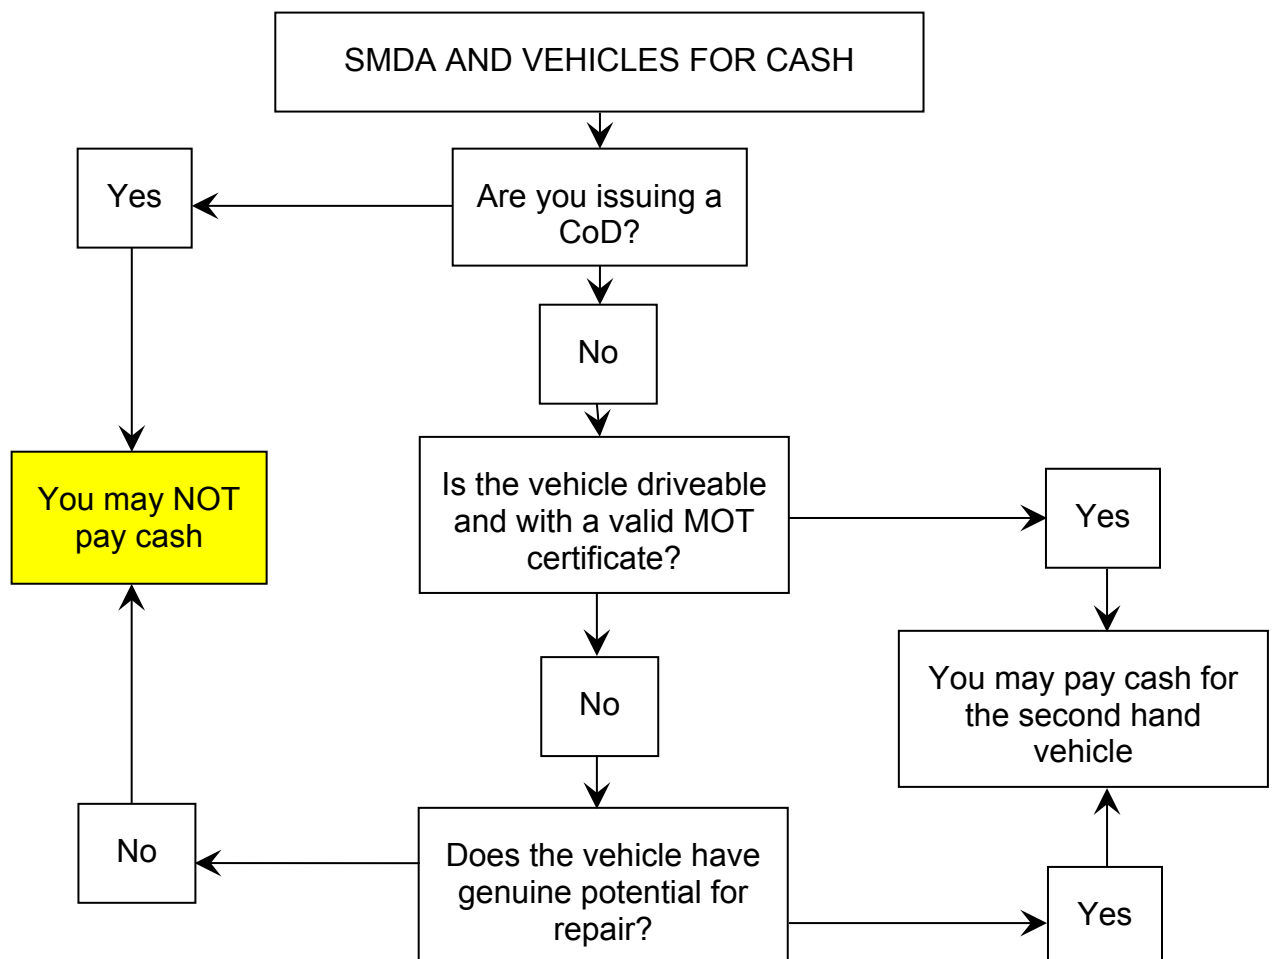 SMDA AND VEHICLES FOR CASH
Yes
Are you issuing a
CoD?
No
You may NOT
pay cash
Is the vehicle driveable
and with a valid MOT
certificate?
Yes
No
You may pay cash for
the second hand
vehicle
No
Does the vehicle have
genuine potential for
repair?
Yes